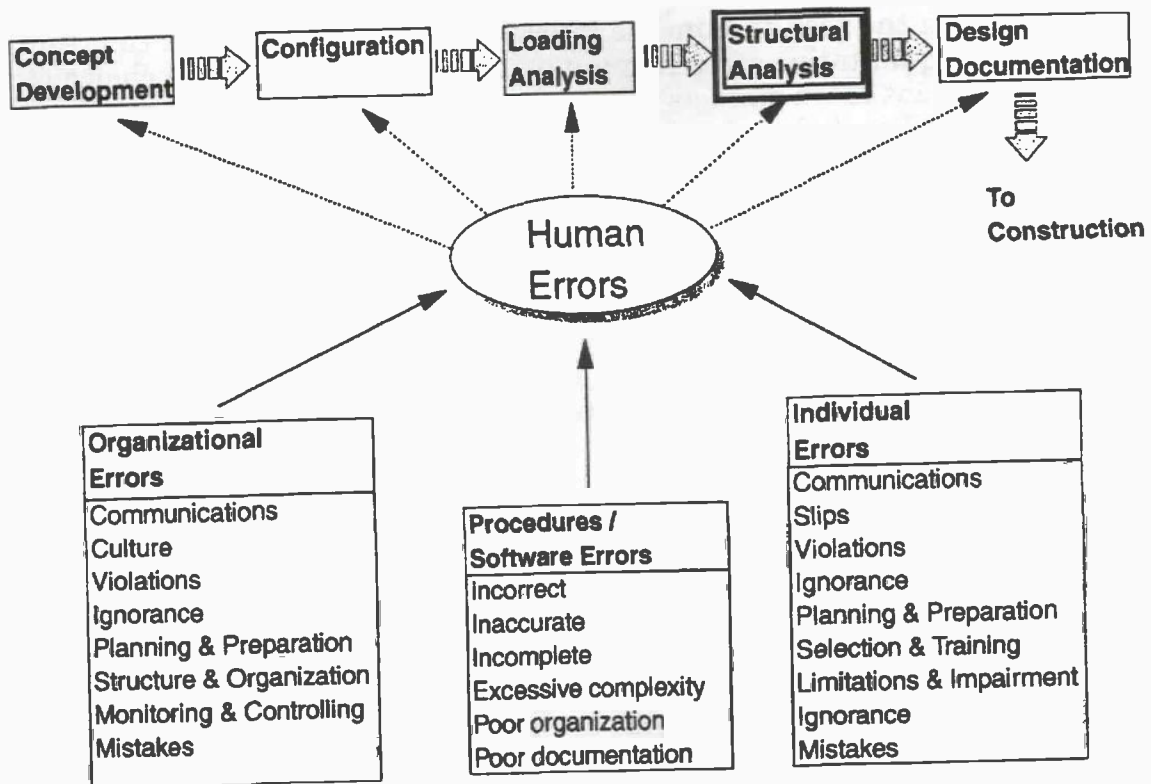 Concept
Development
Configuration
Loading
Analysis
Structural
Analysis
Design
Documentation
To
Construction
Human
Errors
Organizational
Errors
Communications
Culture
Violations
Ignorance
Planning & Preparation
Structure & Organization
Monitoring & Controlling
Mistakes
Procedures /
Software Errors
Incorrect
Inaccurate
Incomplete
Excessive complexity
Poor organization
Poor documentation
Individual
Errors
Communications
Slips
Violations
Ignorance
Planning & Preparation
Selection & Training
Limitations & Impairment
Ignorance
Mistakes